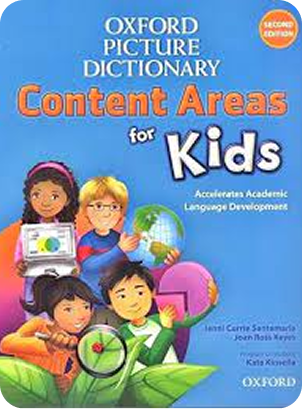 OXFORD
PICTURE
DICTIONARY
SECOND
EDITION
Content Areas
for Kids
Accelerates Academic
Language Development
Jenni Currie Santamaria
Joan Ross Keyes
Kate Kinsella
OXFORD